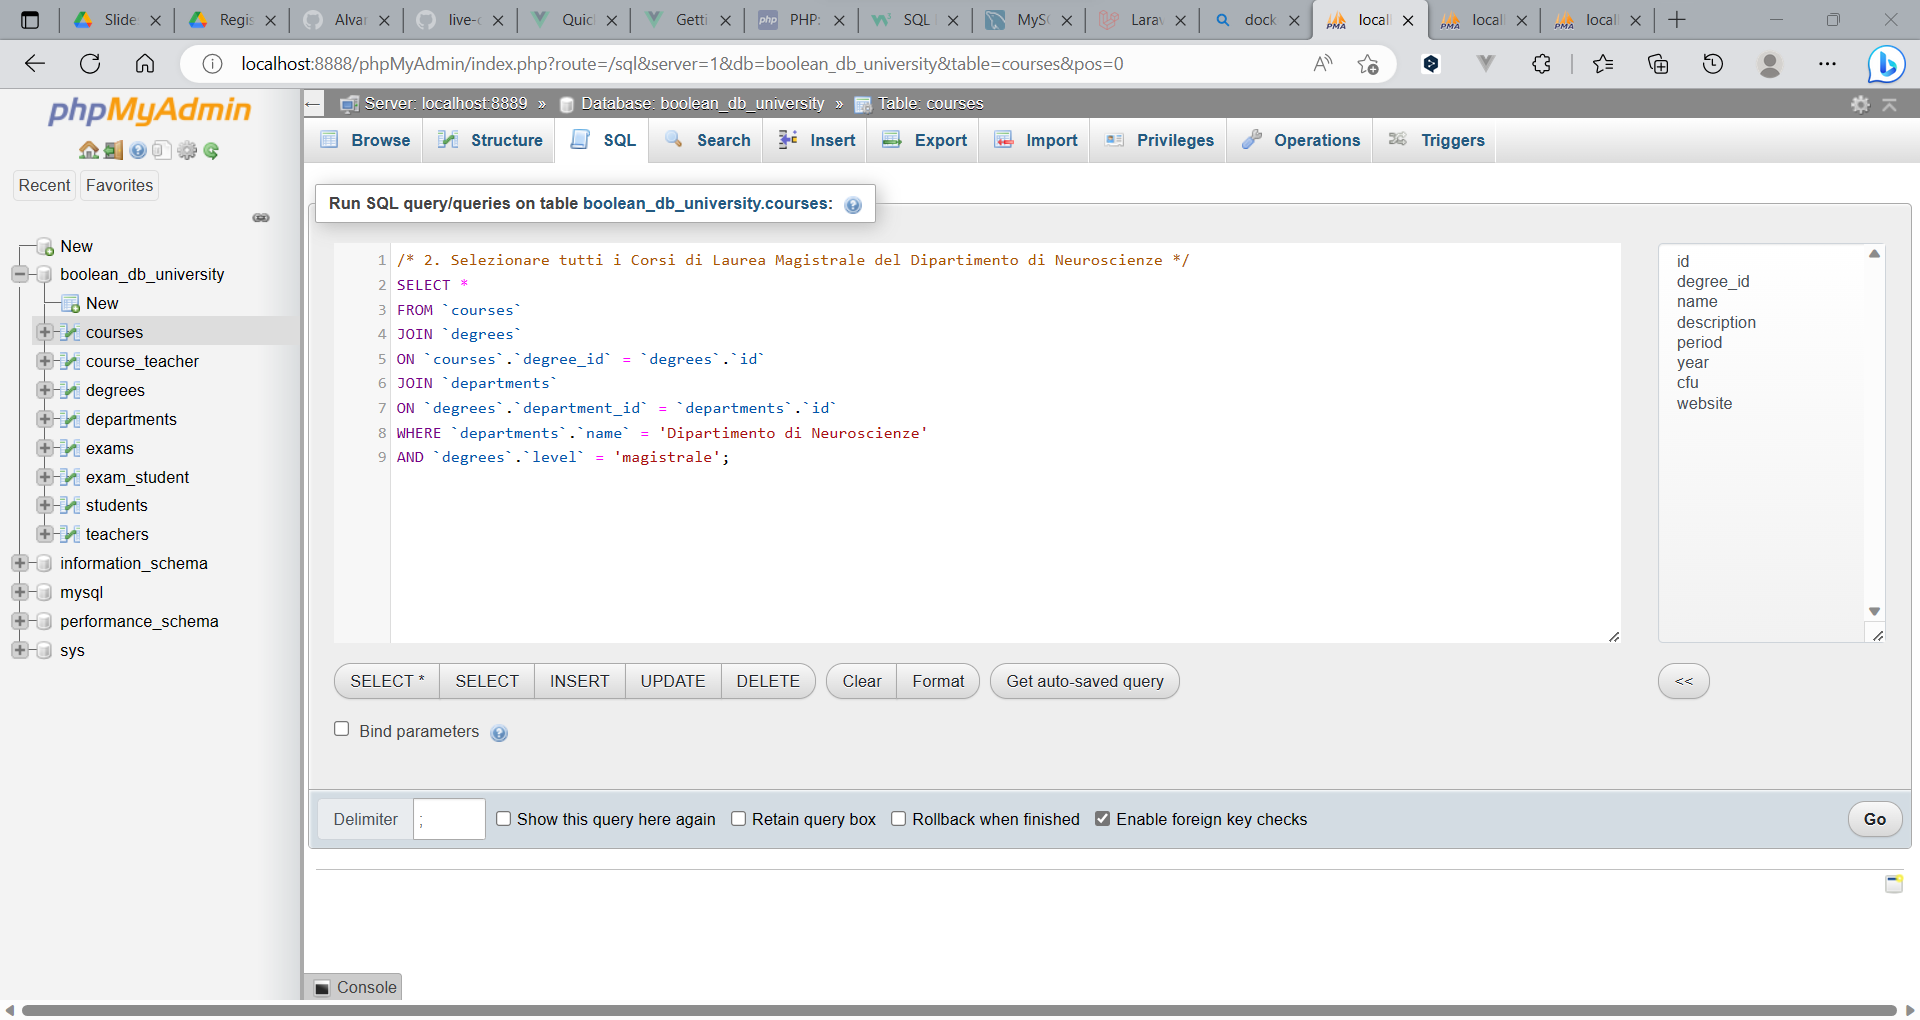 Slide
Regis
Alvar
live-c
Quic
Getti
PHP:
SQL
MySQ
Larav
dock
locall
locall
locall
localhost:8888/phpMyAdmin/index.php?route=/sql&server=1&db=boolean_db_university&table=courses&pos=0
phpMyAdmin
Recent
Favorites
New
boolean_db_university
New
courses
course_teacher
degrees
departments
exams
exam_student
students
teachers
information_schema
mysql
performance_schema
sys
Server: localhost:8889 » Database: boolean_db_university » Table: courses
Browse
Structure
SQL
Search
Insert
Export
Import
Privileges
Operations
Triggers
Run SQL query/queries on table boolean_db_university.courses:
1 /* 2. Selezionare tutti i Corsi di Laurea Magistrale del Dipartimento di Neuroscienze */
2 SELECT *
3 FROM `courses`
4 JOIN `degrees`
5 ON `courses`.`degree_id` = `degrees`.`id`
6 JOIN `departments`
7 ON `degrees`.`department_id` = `departments`.`id`
8 WHERE `departments`.`name` = 'Dipartimento di Neuroscienze'
9 AND `degrees`.`level` = 'magistrale';
id
degree_id
name
description
period
year
cfu
website
SELECT *
SELECT
INSERT
UPDATE
DELETE
Clear
Format
Get auto-saved query
<<
Bind parameters
Delimiter
;
Show this query here again
Retain query box
Rollback when finished
Enable foreign key checks
Go
Console